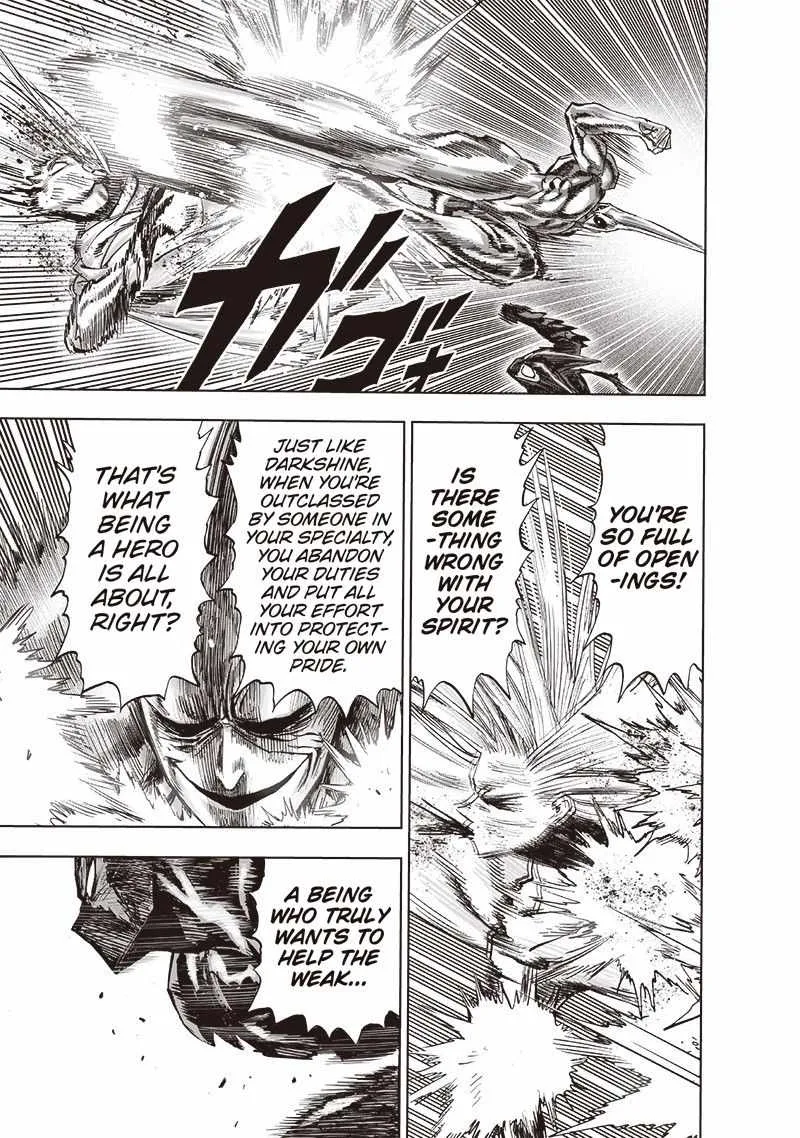 ガ
ゴォ
YOU'RE
SO FULL
OF OPEN
-INGS!
IS
THERE
SOME
-THING
WRONG
WITH
YOUR
SPIRIT?
JUST LIKE
DARKSHINE,
WHEN YOU'RE
OUTCLASSED
BY SOMEONE IN
YOUR SPECIALTY,
YOU ABANDON
YOUR DUTIES
AND PUT ALL
YOUR EFFORT
INTO PROTECT-
ING YOUR OWN
PRIDE.
THAT'S
WHAT
BEING
A HERO
IS ALL
ABOUT,
RIGHT?
A BEING
WHO TRULY
WANTS TO
HELP THE
WEAK...